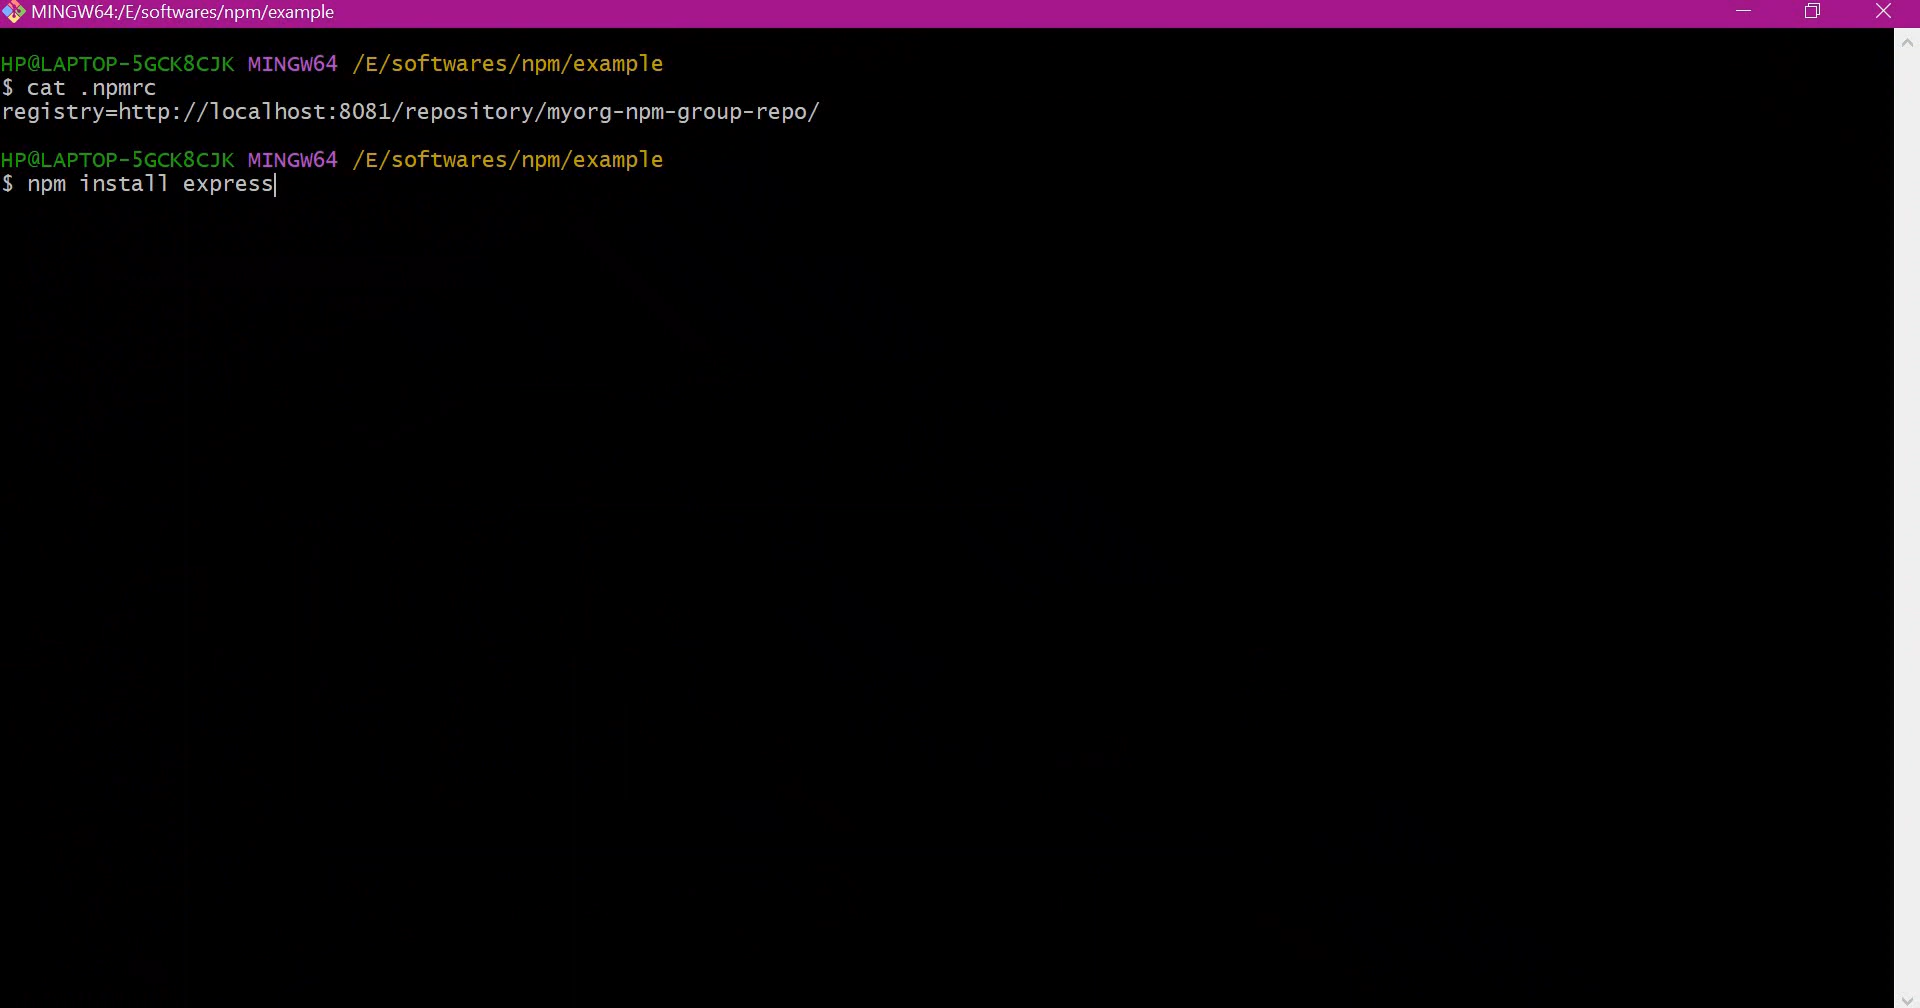 MINGW64:/E/softwares/npm/example
HP@LAPTOP-5GCK8CJK MINGW64 /E/softwares/npm/example
$ cat .npmrc
registry=http://localhost:8081/repository/myorg-npm-group-repo/
HP@LAPTOP-5GCK8CJK MINGW64 /E/softwares/npm/example
$ npm install express